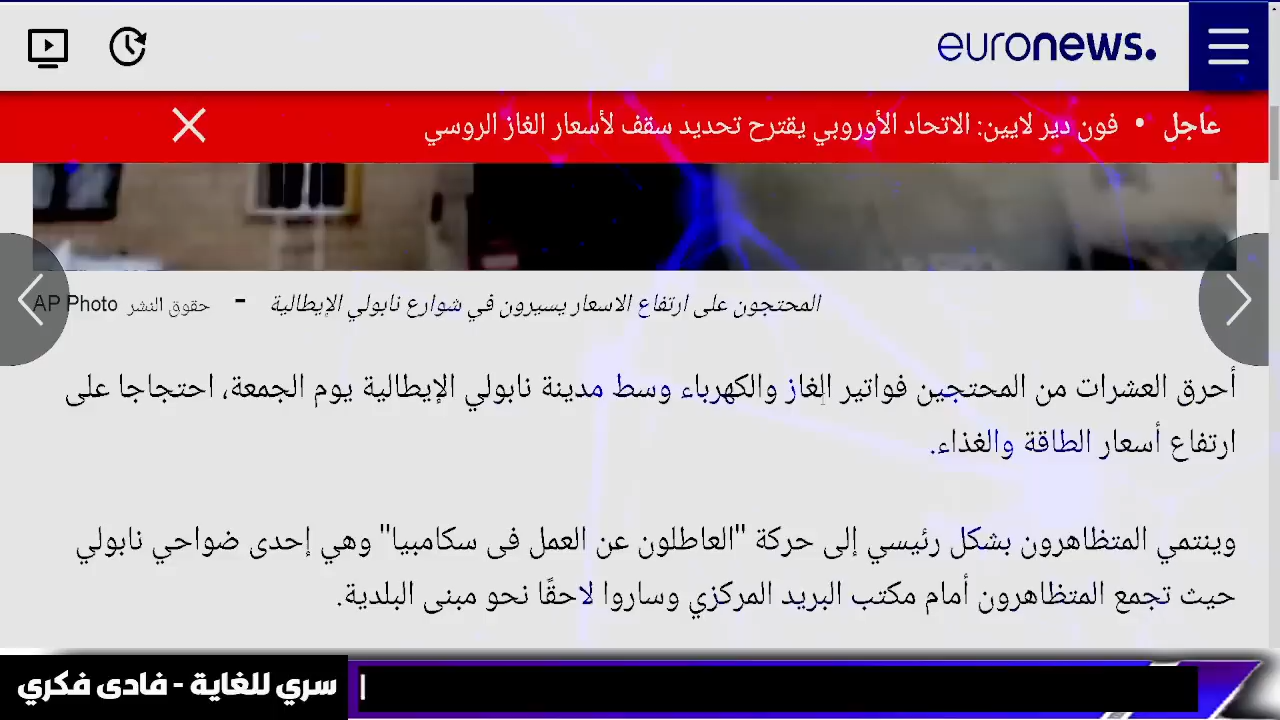 euronews.
عاجل • فون دير لايين: الاتحاد الأوروبي يقترح تحديد سقف لأسعار الغاز الروسي
المحتجون على ارتفاع الاسعار يسيرون في شوارع نابولي الإيطالية - حقوق النشر AP Photo
أحرق العشرات من المحتجين فواتير الغاز والكهرباء وسط مدينة نابولي الإيطالية يوم الجمعة، احتجاجا على
ارتفاع أسعار الطاقة والغذاء.
وينتمي المتظاهرون بشكل رئيسي إلى حركة "العاطلون عن العمل فى سكامبيا" وهي إحدى ضواحي نابولي
حيث تجمع المتظاهرون أمام مكتب البريد المركزي وساروا لاحقًا نحو مبنى البلدية.
سري للغاية - فادى فكري